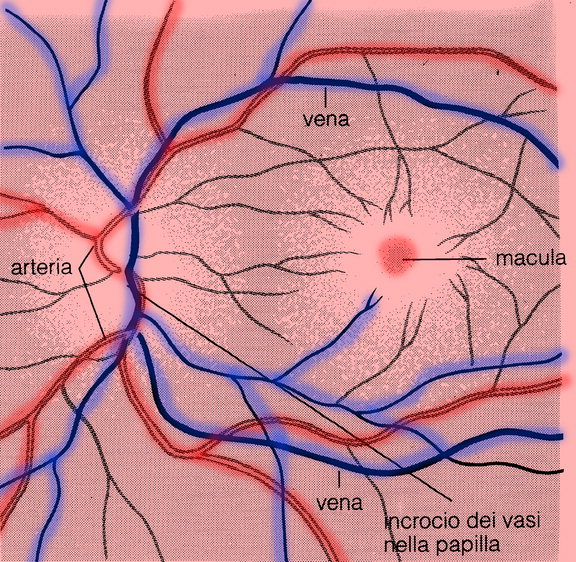 vena
macula
arteria
vena
incrocio dei vasi
nella papilla